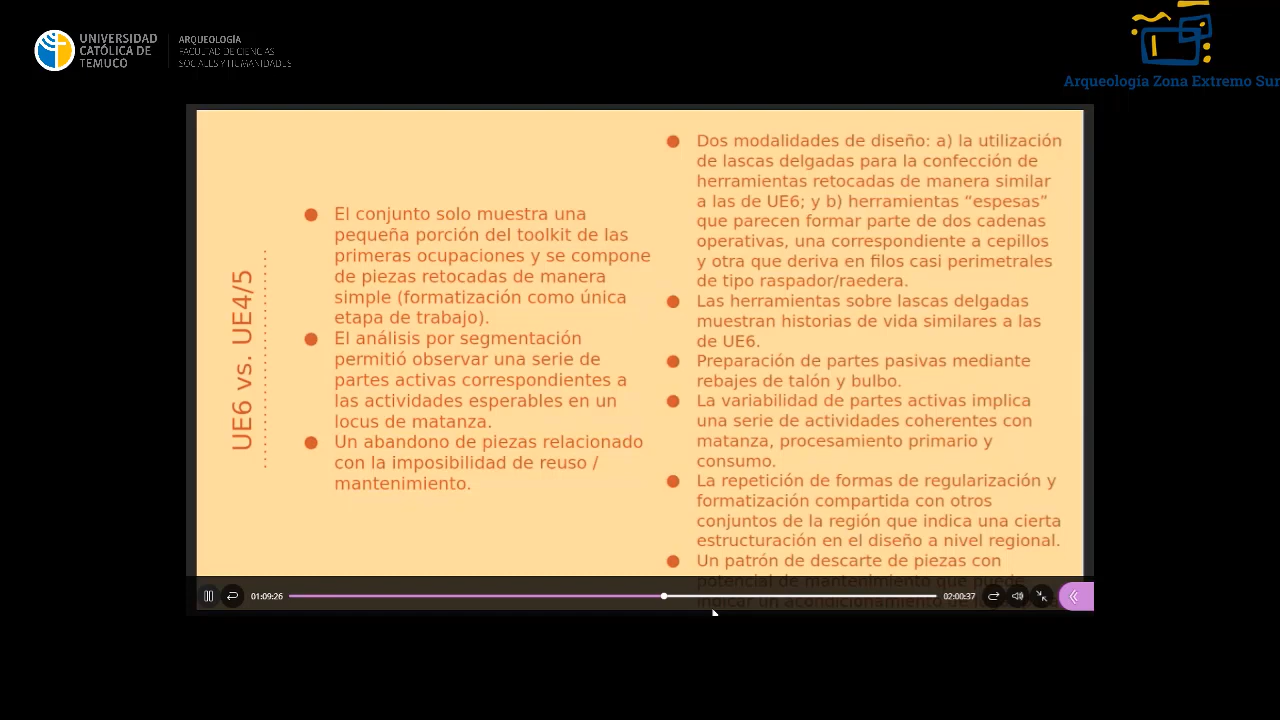 UNIVERSIDAD
CATÓLICA DE
TEMUCO
ARQUEOLOGÍA
FACULTAD DE CIENCIAS
SOCIALES Y HUMANIDADES
Arqueología Zona Extremo Sur
UE6 vs. UE4/5
● El conjunto solo muestra una
pequeña porción del toolkit de las
primeras ocupaciones y se compone
de piezas retocadas de manera
simple (formatización como única
etapa de trabajo).
● El análisis por segmentación
permitió observar una serie de
partes activas correspondientes a
las actividades esperables en un
locus de matanza.
● Un abandono de piezas relacionado
con la imposibilidad de reuso /
mantenimiento.
● Dos modalidades de diseño: a) la utilización
de lascas delgadas para la confección de
herramientas retocadas de manera similar
a las de UE6; y b) herramientas “espesas”
que parecen formar parte de dos cadenas
operativas, una correspondiente a cepillos
y otra que deriva en filos casi perimetrales
de tipo raspador/raedera.
● Las herramientas sobre lascas delgadas
muestran historias de vida similares a las
de UE6.
● Preparación de partes pasivas mediante
rebajes de talón y bulbo.
● La variabilidad de partes activas implica
una serie de actividades coherentes con
matanza, procesamiento primario y
consumo.
● La repetición de formas de regularización y
formatización compartida con otros
conjuntos de la región que indica una cierta
estructuración en el diseño a nivel regional.
● Un patrón de descarte de piezas con
potencial de mantenimiento que puede
indicar un acondicionamiento de
01:09:26
02:00:37